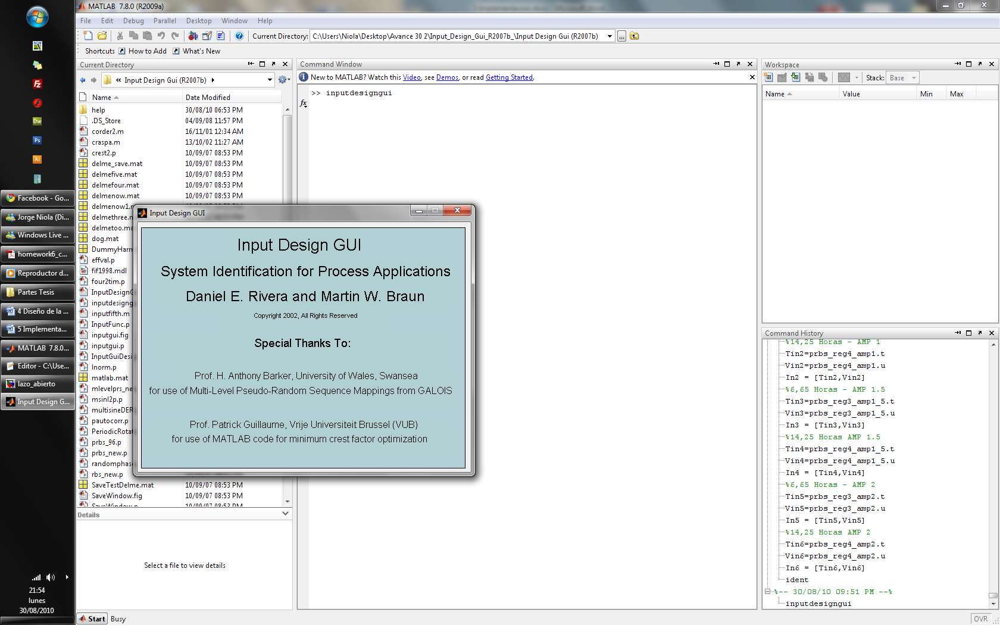 MATLAB 7.8.0 (R2009a)
File Edit Debug Parallel Desktop Window Help
Current Directory: C:\Users\Niola\Desktop\Avance 30 2\Input_Design_Gui_R2007b_\Input Design Gui (R2007b)
Shortcuts How to Add What's New
Current Directory
« Input Design Gui (R2007b)
Name Date Modified
help 30/08/10 06:53 PM
.DS_Store 04/09/08 11:57 PM
corder2.m 16/11/01 12:34 AM
craspa.m 13/10/02 11:27 AM
crest2.p 10/09/07 08:53 PM
delme_save.mat 10/09/07 08:53 PM
delmefive.mat 10/09/07 08:53 PM
delmefour.mat 10/09/07 08:53 PM
delmenow.mat 10/09/07 08:53 PM
delmenow1.m
delmethree.m
delmetoo.ma
dog.mat
DummyHarm
effval.p
fif1998.mdl
four2tim.p
InputDesignG
inputdesigng
inputfifth.m
InputFunc.p
inputgui.fig
inputgui.p
InputGuiDesi
lnorm.p
matlab.mat
mlevelprs_ne
msinl2p.p
multisineDER
pautocorr.p
PeriodicRotat
prbs_96.p
prbs_new.p
randomphase
rbs_new.p
SaveTestDelme.mat 10/09/07 08:53 PM
SaveWindow.fig 10/09/07 08:53 PM
SaveWindow.p 10/09/07 08:53 PM
Details
Select a file to view details
Start Busy
Command Window
New to MATLAB? Watch this Video, see Demos, or read Getting Started.
>> inputdesigngui
fx
Input Design GUI
Input Design GUI
System Identification for Process Applications
Daniel E. Rivera and Martin W. Braun
Copyright 2002, All Rights Reserved
Special Thanks To:
Prof. H. Anthony Barker, University of Wales, Swansea
for use of Multi-Level Pseudo-Random Sequence Mappings from GALOIS
Prof. Patrick Guillaume, Vrije Universiteit Brussel (VUB)
for use of MATLAB code for minimum crest factor optimization
Workspace
Stack: Base
Name Value Min Max
Command History
%14,25 Horas - AMP 1
Tin2=prbs_reg4_amp1.t
Vin2=prbs_reg4_amp1.u
In2 = [Tin2,Vin2]
%6,65 Horas - AMP 1.5
Tin3=prbs_reg3_amp1_5.t
Vin3=prbs_reg3_amp1_5.u
In3 = [Tin3,Vin3]
%14,25 Horas AMP 1.5
Tin4=prbs_reg4_amp1_5.t
Vin4=prbs_reg4_amp1_5.u
In4 = [Tin4,Vin4]
%6,65 Horas - AMP 2
Tin5=prbs_reg3_amp2.t
Vin5=prbs_reg3_amp2.u
In5 = [Tin5,Vin5]
%14,25 Horas AMP 2
Tin6=prbs_reg4_amp2.t
Vin6=prbs_reg4_amp2.u
In6 = [Tin6,Vin6]
ident
%-- 30/08/10 09:51 PM --%
inputdesigngui
OVR
Fz
Dw
Ps
Ai
Facebook - Go...
Jorge Niola (Di...
Windows Live ...
homework6_c...
Reproductor d...
Partes Tesis
4 Diseño de la ...
5 Implementa...
MATLAB 7.8.0...
Editor - C:\Use...
lazo_abierto
Input Design G...
21:54
lunes
30/08/2010